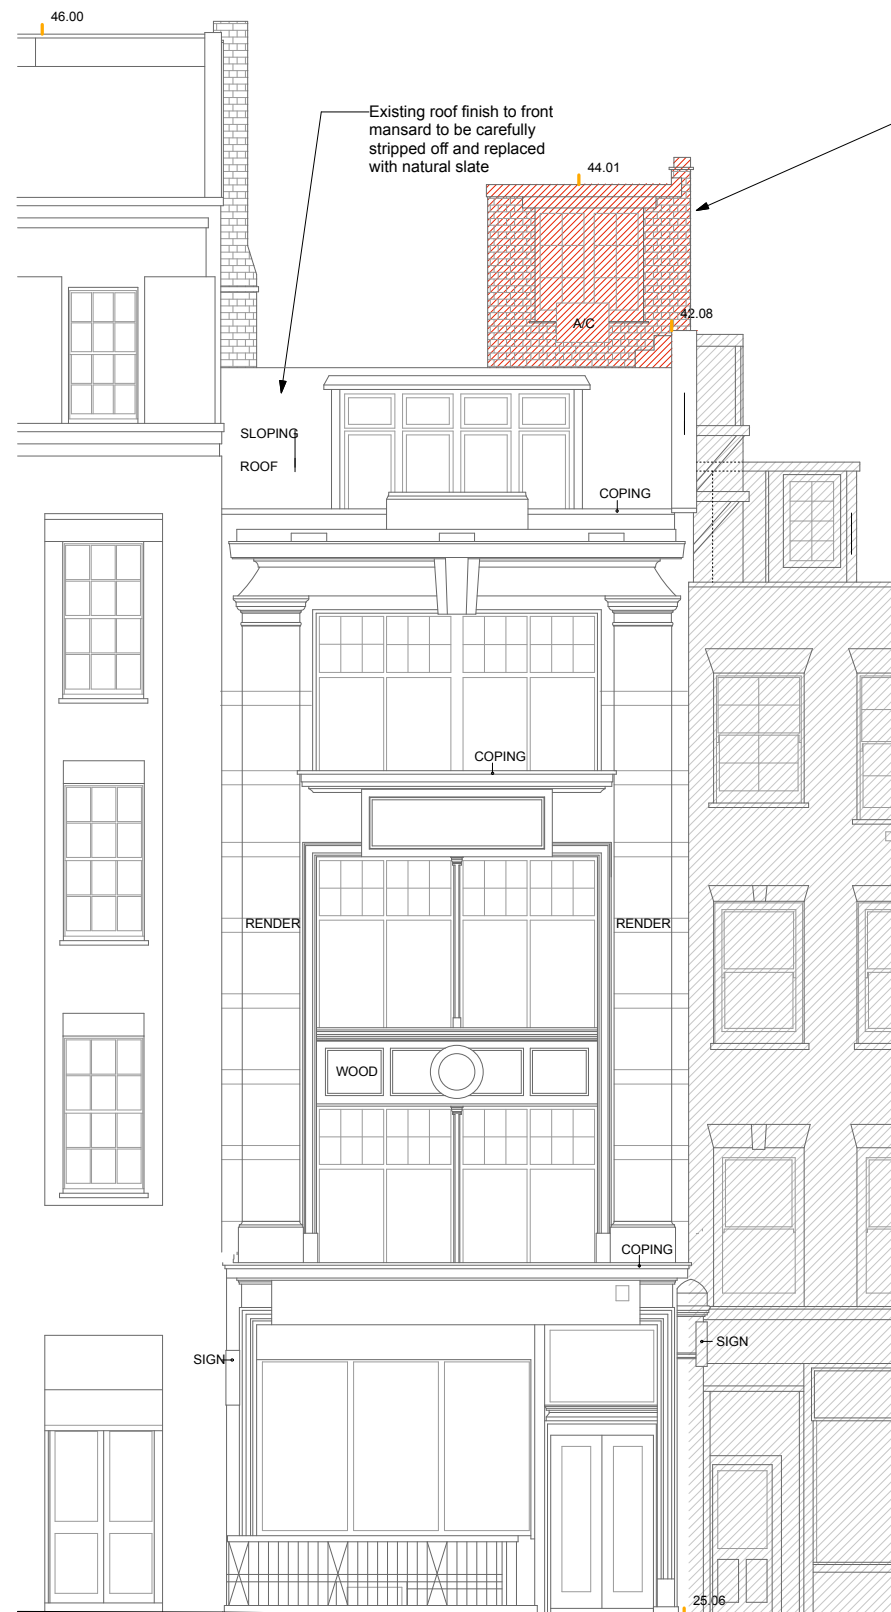 46.00
Existing roof finish to front
mansard to be carefully
stripped off and replaced
with natural slate
44.01
A/C
42.08
SLOPING
ROOF
COPING
COPING
RENDER
RENDER
WOOD
COPING
SIGN
SIGN
25.06